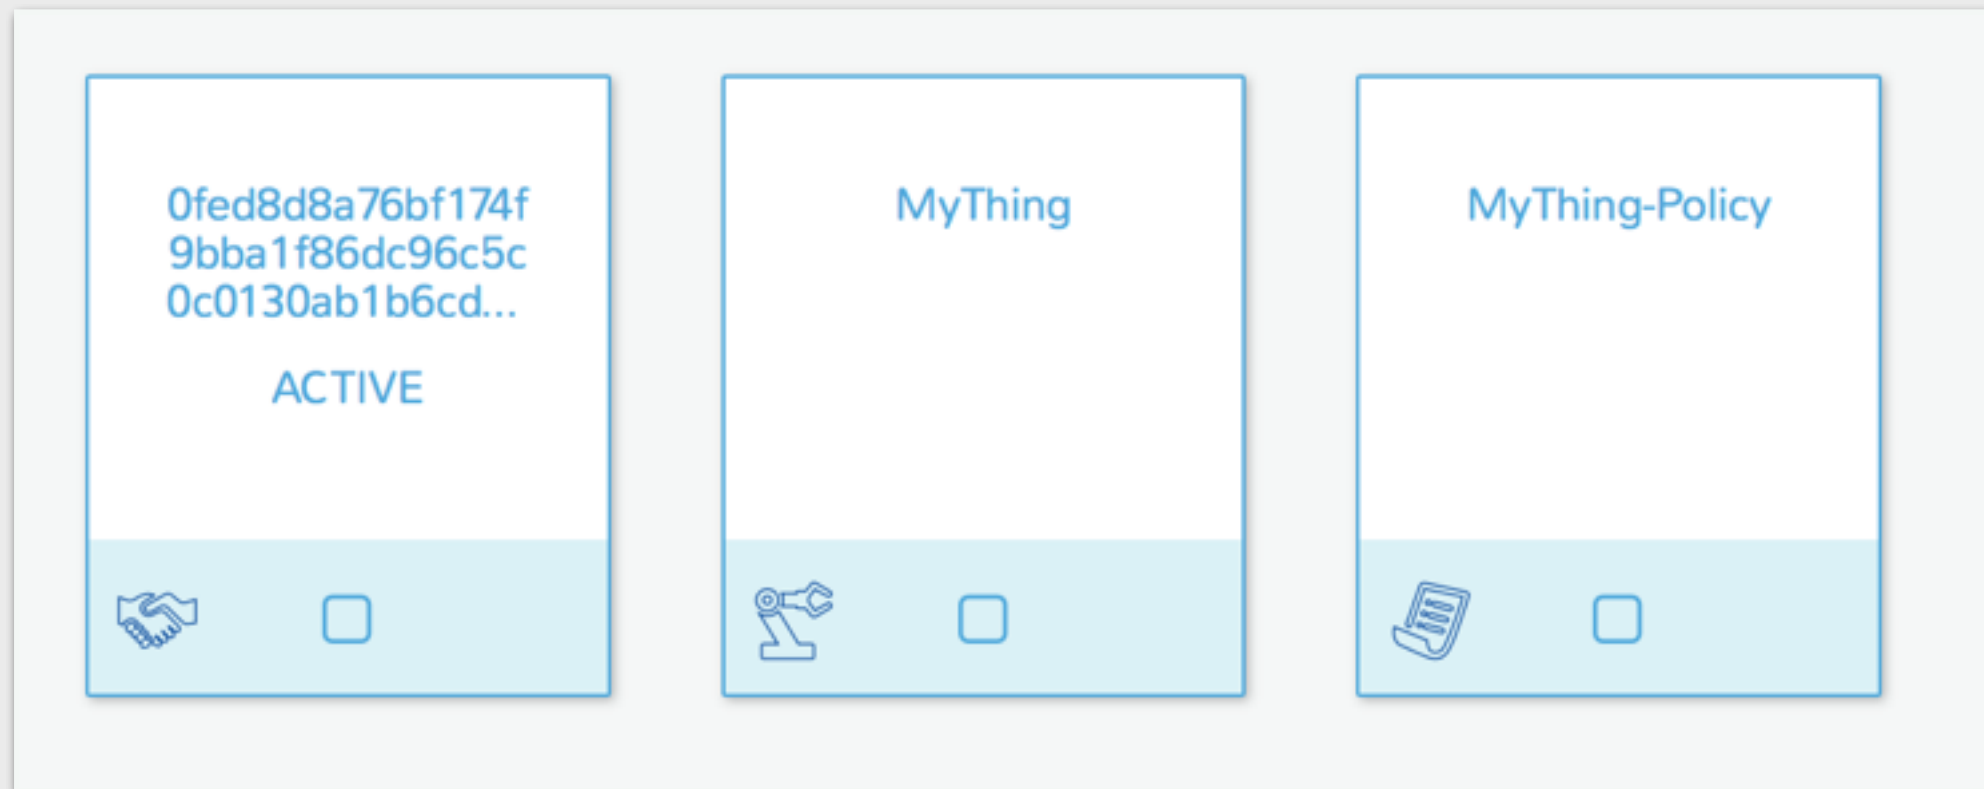 0fed8d8a76bf174f
9bba1f86dc96c5c
0c0130ab1b6cd...
ACTIVE
MyThing
MyThing-Policy